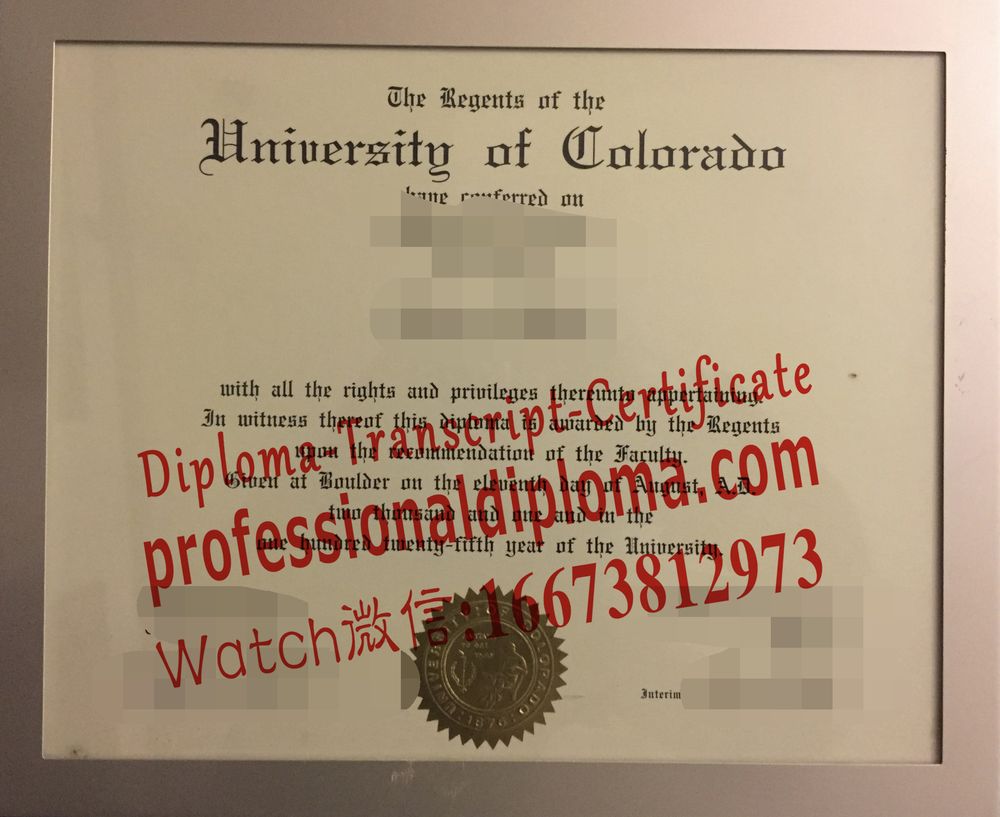 The Regents of the
University of Colorado
have conferred on
with all the rights and privileges thereunto appertaining.
In witness thereof this diploma is awarded by the Regents
upon the recommendation of the Faculty.
Given at Boulder on the eleventh day of August, A.D.
two thousand and one and in the
one hundred twenty-fifth year of the University.
Diploma-Transcript-Certificate
professionaldiploma.com
Watch微信:16673812973
COLORADO
1876
Interim